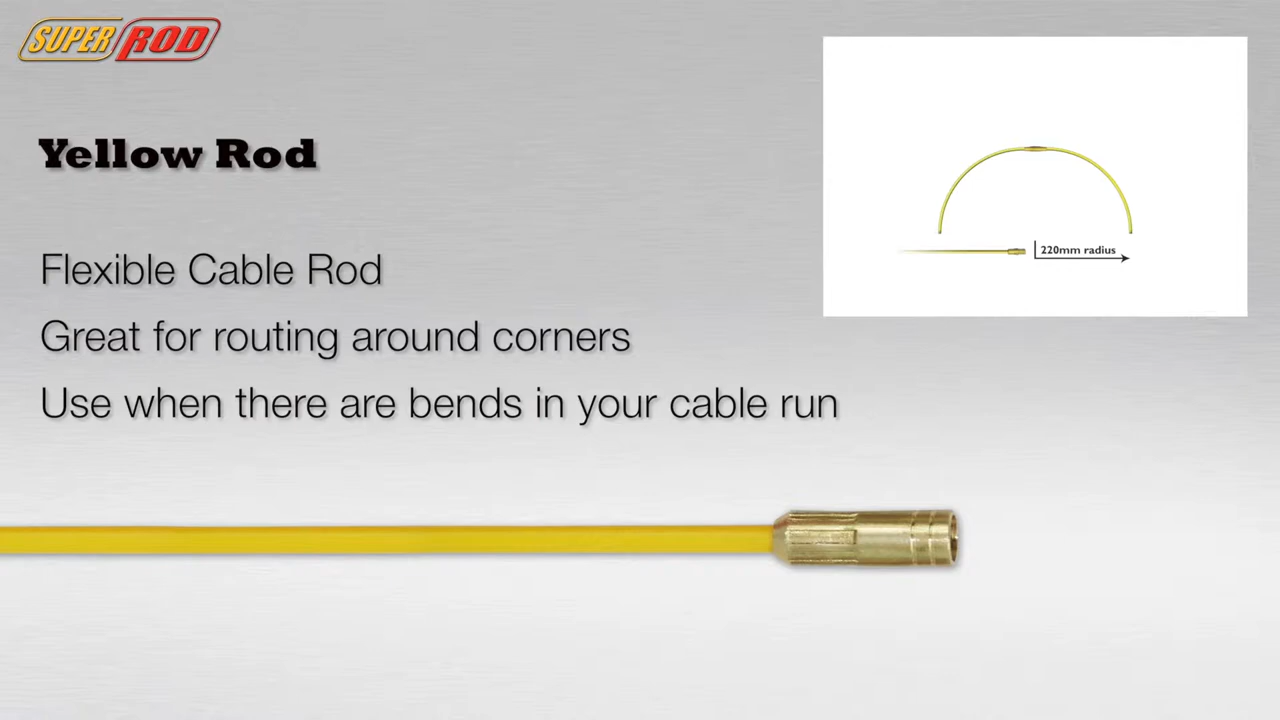 SUPER ROD
Yellow Rod
220mm radius
Flexible Cable Rod
Great for routing around corners
Use when there are bends in your cable run